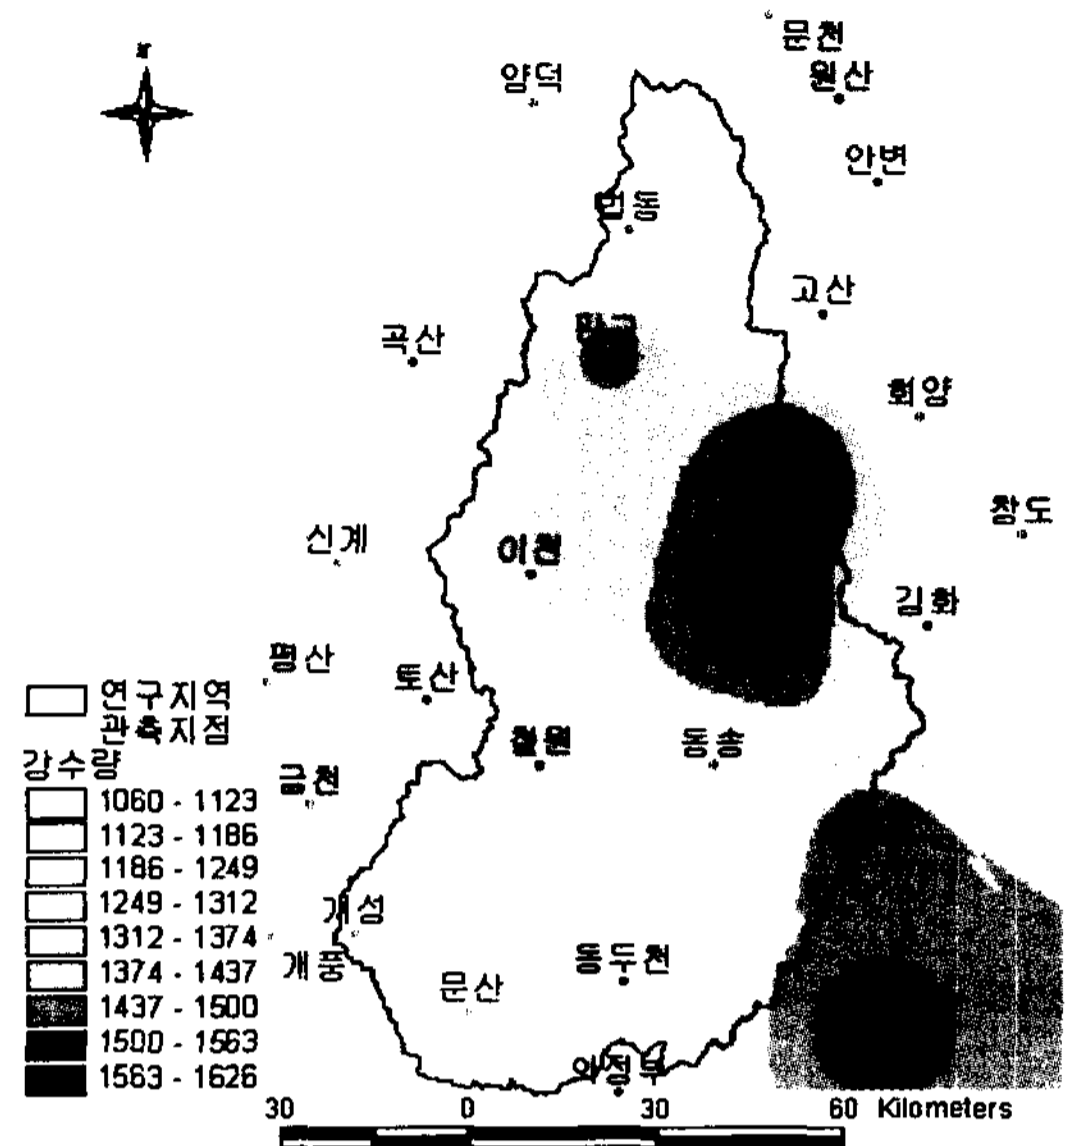 문천
원산
양덕
안변
고산
곡산
회양
창도
신계
이천
김화
평산
토산
철원
동송
연구지역
관측지점
강수량
금천
1060 - 1123
1123 - 1186
1186 - 1249
1249 - 1312
개성
1312 - 1374
개풍
1374 - 1437
동두천
문산
1437 - 1500
1500 - 1563
1563 - 1626
의정부
30 0 30 60 Kilometers